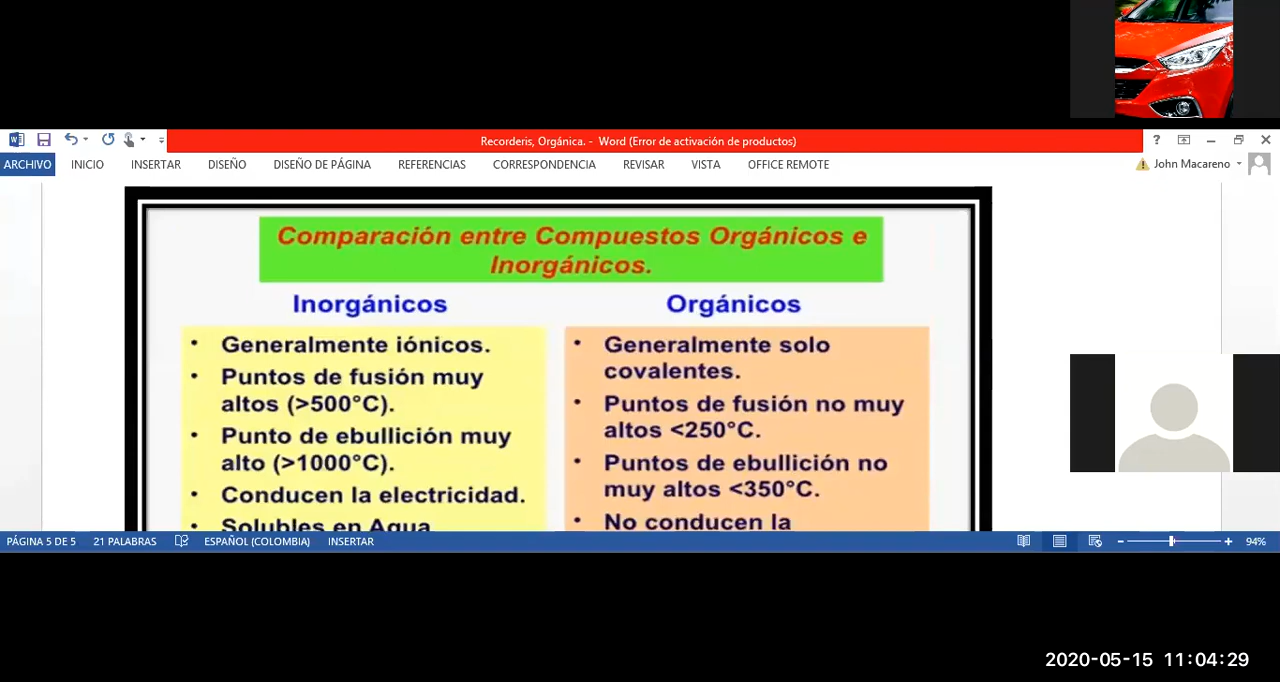 Recorderis, Orgánica. - Word (Error de activación de productos)
?
ARCHIVO INICIO INSERTAR DISEÑO DISEÑO DE PÁGINA REFERENCIAS CORRESPONDENCIA REVISAR VISTA OFFICE REMOTE
John Macareno
Comparación entre Compuestos Orgánicos e
Inorgánicos.
Inorgánicos
• Generalmente iónicos.
• Puntos de fusión muy
altos (>500°C).
• Punto de ebullición muy
alto (>1000°C).
• Conducen la electricidad.
• Solubles en Agua
Orgánicos
• Generalmente solo
covalentes.
• Puntos de fusión no muy
altos <250°C.
• Puntos de ebullición no
muy altos <350°C.
• No conducen la
PÁGINA 5 DE 5 21 PALABRAS ESPAÑOL (COLOMBIA) INSERTAR
94%
2020-05-15 11:04:29